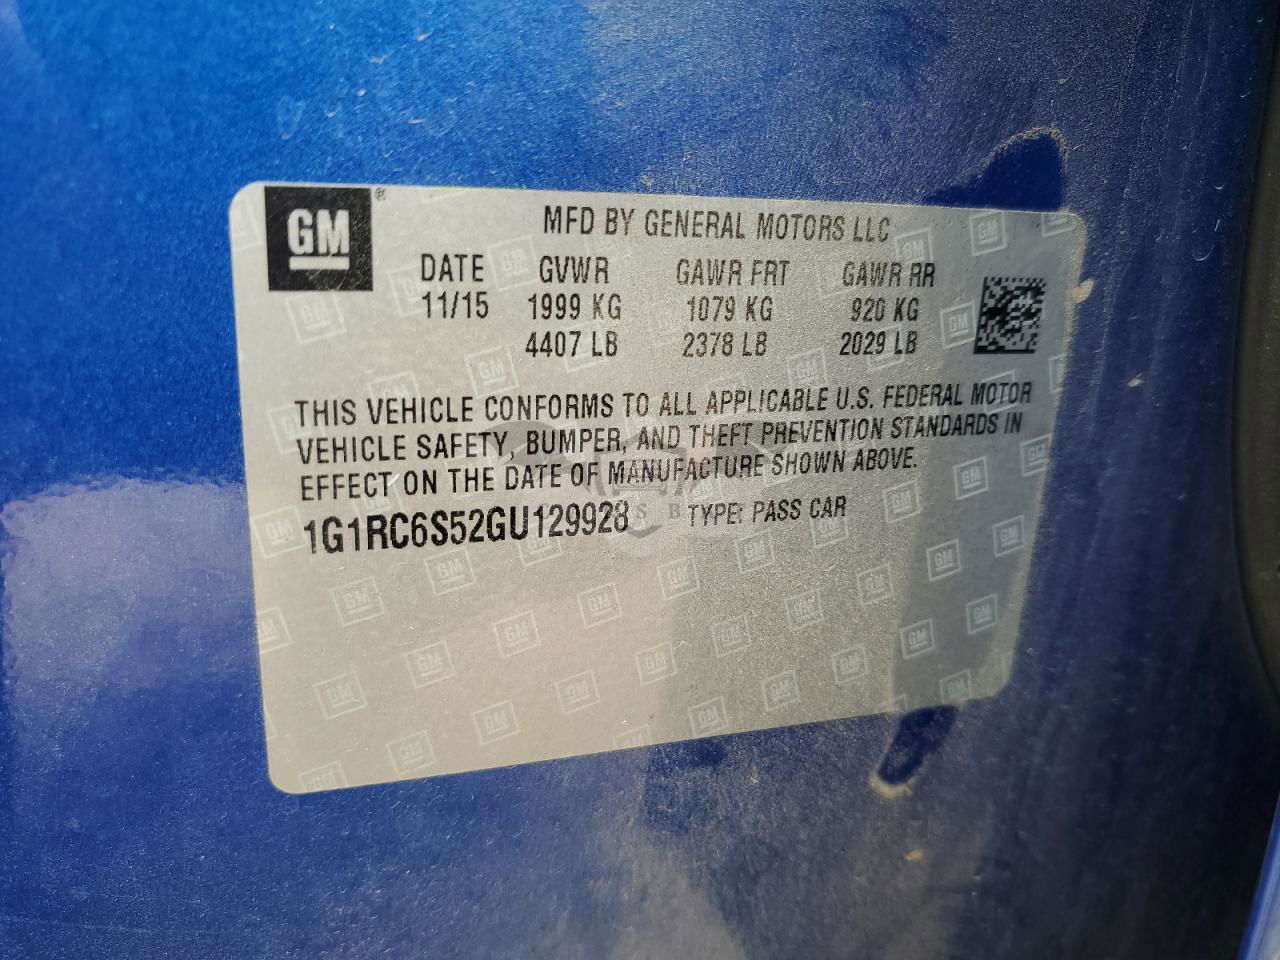 GM ®
MFD BY GENERAL MOTORS LLC
DATE GVWR GAWR FRT GAWR RR
11/15 1999 KG 1079 KG 920 KG
4407 LB 2378 LB 2029 LB
THIS VEHICLE CONFORMS TO ALL APPLICABLE U.S. FEDERAL MOTOR
VEHICLE SAFETY, BUMPER, AND THEFT PREVENTION STANDARDS IN
EFFECT ON THE DATE OF MANUFACTURE SHOWN ABOVE.
1G1RC6S52GU129928 TYPE: PASS CAR